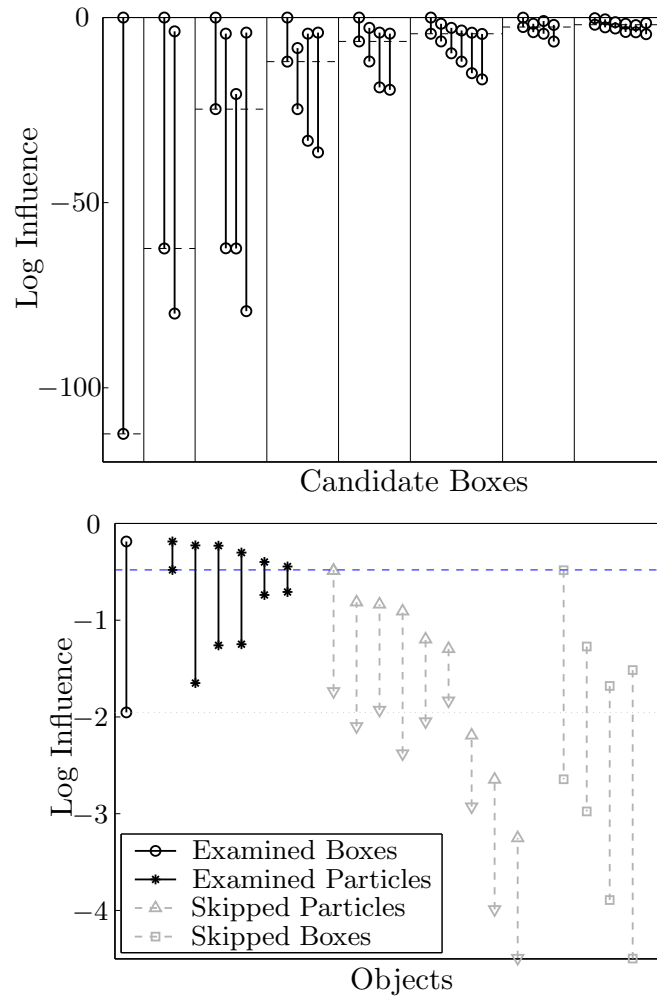 0
−50
−100
Log Influence
Candidate Boxes
0
−1
−2
−3
−4
Log Influence
Examined Boxes
Examined Particles
Skipped Particles
Skipped Boxes
Objects